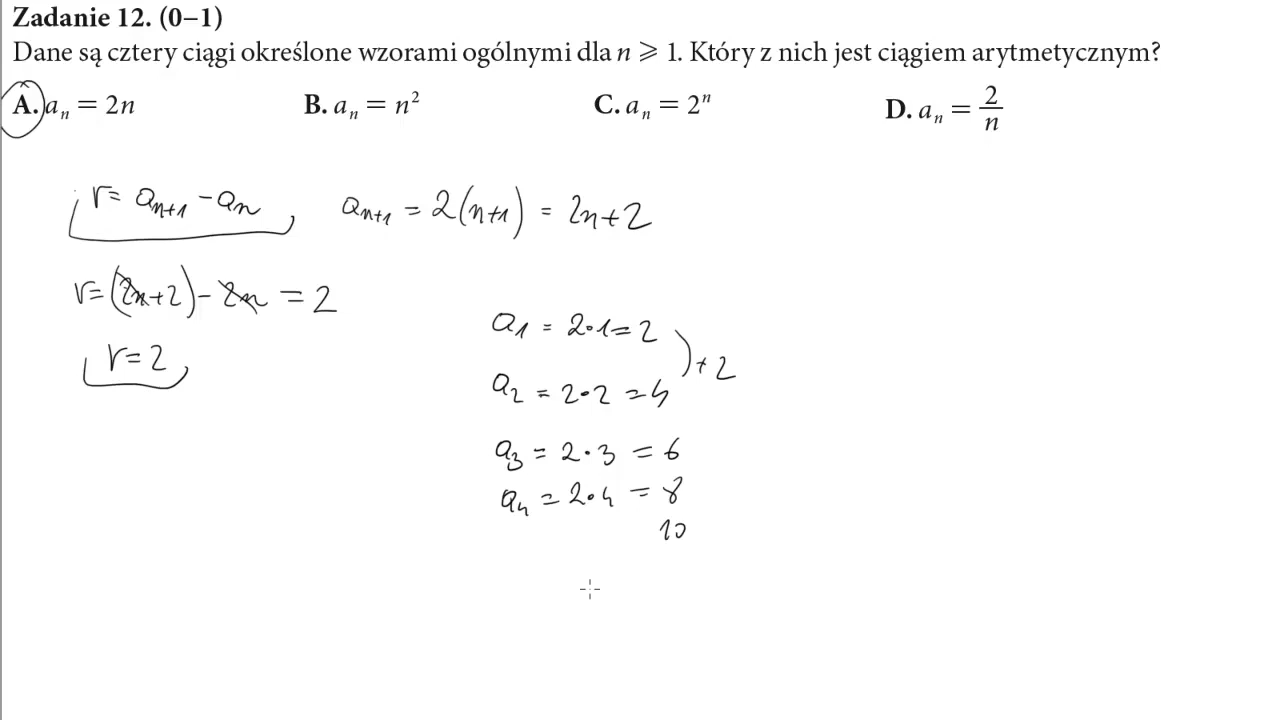 Zadanie 12. (0–1)
Dane są cztery ciągi określone wzorami ogólnymi dla n ⩾ 1. Który z nich jest ciągiem arytmetycznym?
A. aₙ = 2n B. aₙ = n² C. aₙ = 2ⁿ D. aₙ = 2/n
r = aₙ₊₁ - aₙ , aₙ₊₁ = 2(n+1) = 2n+2
r = (2n+2) - 2n = 2
r = 2
a₁ = 2·1 = 2
) + 2
a₂ = 2·2 = 4
a₃ = 2·3 = 6
a₄ = 2·4 = 8
10